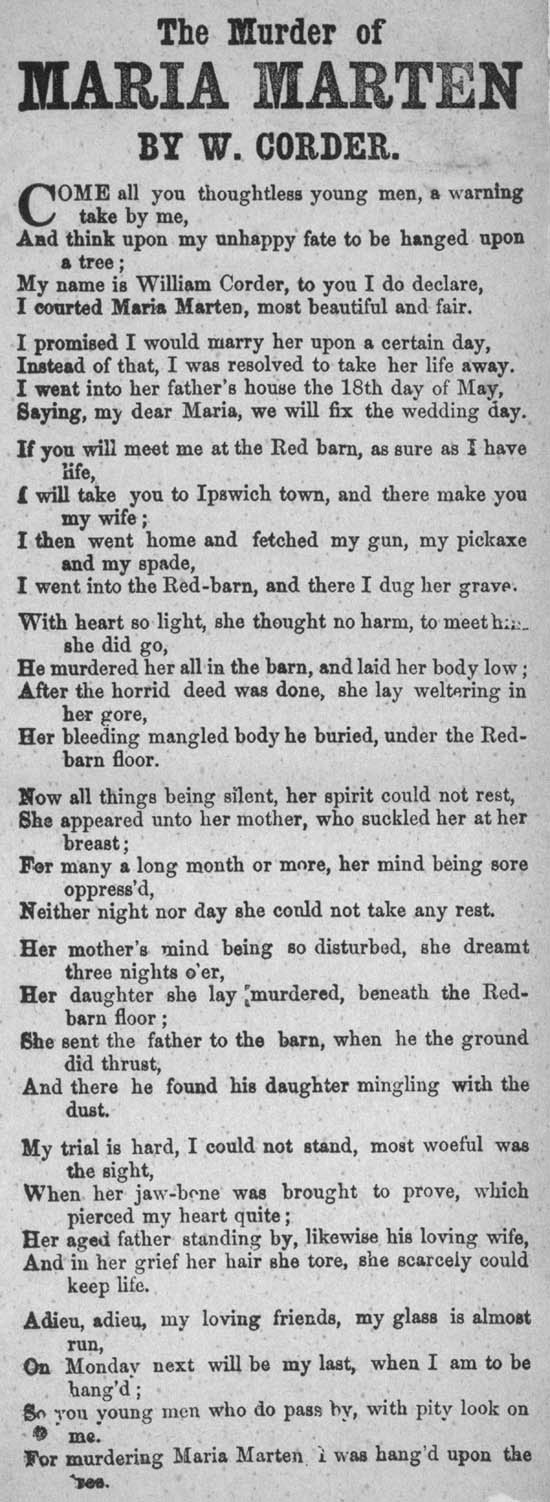 The Murder of
MARIA MARTEN
BY W. CORDER.
COME all you thoughtless young men, a warning
take by me,
And think upon my unhappy fate to be hanged upon
a tree;
My name is William Corder, to you I do declare,
I courted Maria Marten, most beautiful and fair.
I promised I would marry her upon a certain day,
Instead of that, I was resolved to take her life away.
I went into her father's house the 18th day of May,
Saying, my dear Maria, we will fix the wedding day.
If you will meet me at the Red barn, as sure as I have
life,
I will take you to Ipswich town, and there make you
my wife;
I then went home and fetched my gun, my pickaxe
and my spade,
I went into the Red-barn, and there I dug her grave.
With heart so light, she thought no harm, to meet
she did go,
He murdered her all in the barn, and laid her body low;
After the horrid deed was done, she lay weltering in
her gore,
Her bleeding mangled body he buried, under the Red-
barn floor.
Now all things being silent, her spirit could not rest,
She appeared unto her mother, who suckled her at her
breast;
For many a long month or more, her mind being sore
oppress'd,
Neither night nor day she could not take any rest.
Her mother's mind being so disturbed, she dreamt
three nights o'er,
Her daughter she lay murdered, beneath the Red-
barn floor;
She sent the father to the barn, when he the ground
did thrust,
And there he found his daughter mingling with the
dust.
My trial is hard, I could not stand, most woeful was
the sight,
When her jaw-bone was brought to prove, which
pierced my heart quite;
Her aged father standing by, likewise his loving wife,
And in her grief her hair she tore, she scarcely could
keep life.
Adieu, adieu, my loving friends, my glass is almost
run,
On Monday next will be my last, when I am to be
hang'd;
So you young men who do pass by, with pity look on
me.
For murdering Maria Marten I was hang'd upon the
tree.